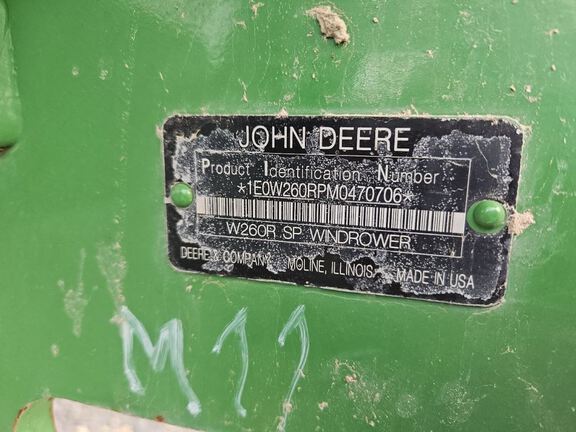 JOHN DEERE
Product Identification Number
*1E0W260RPM0470706*
W260R SP WINDROWER
DEERE & COMPANY MOLINE, ILLINOIS MADE IN USA
M11